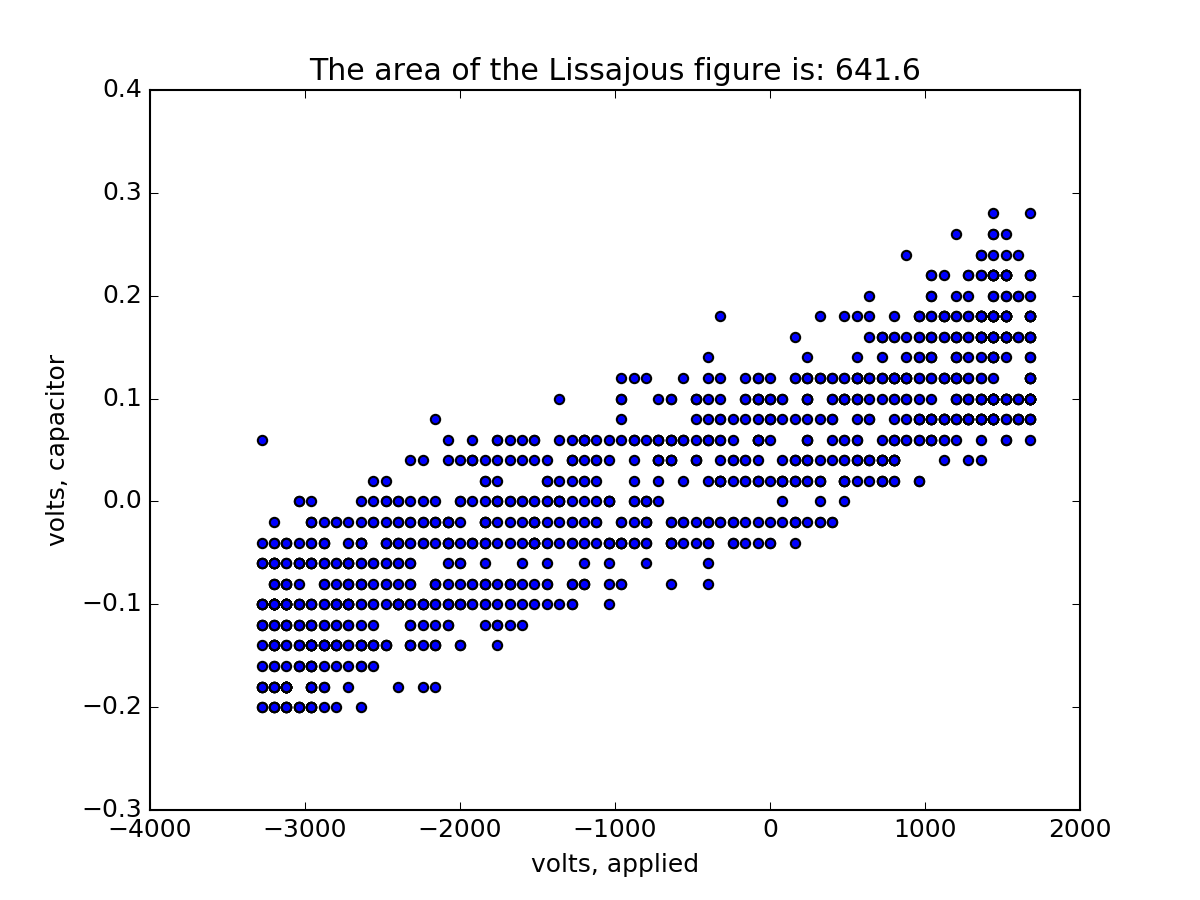 The area of the Lissajous figure is: 641.6
0.4
0.3
0.2
0.1
0.0
−0.1
−0.2
−0.3
volts, capacitor
−4000 −3000 −2000 −1000 0 1000 2000
volts, applied